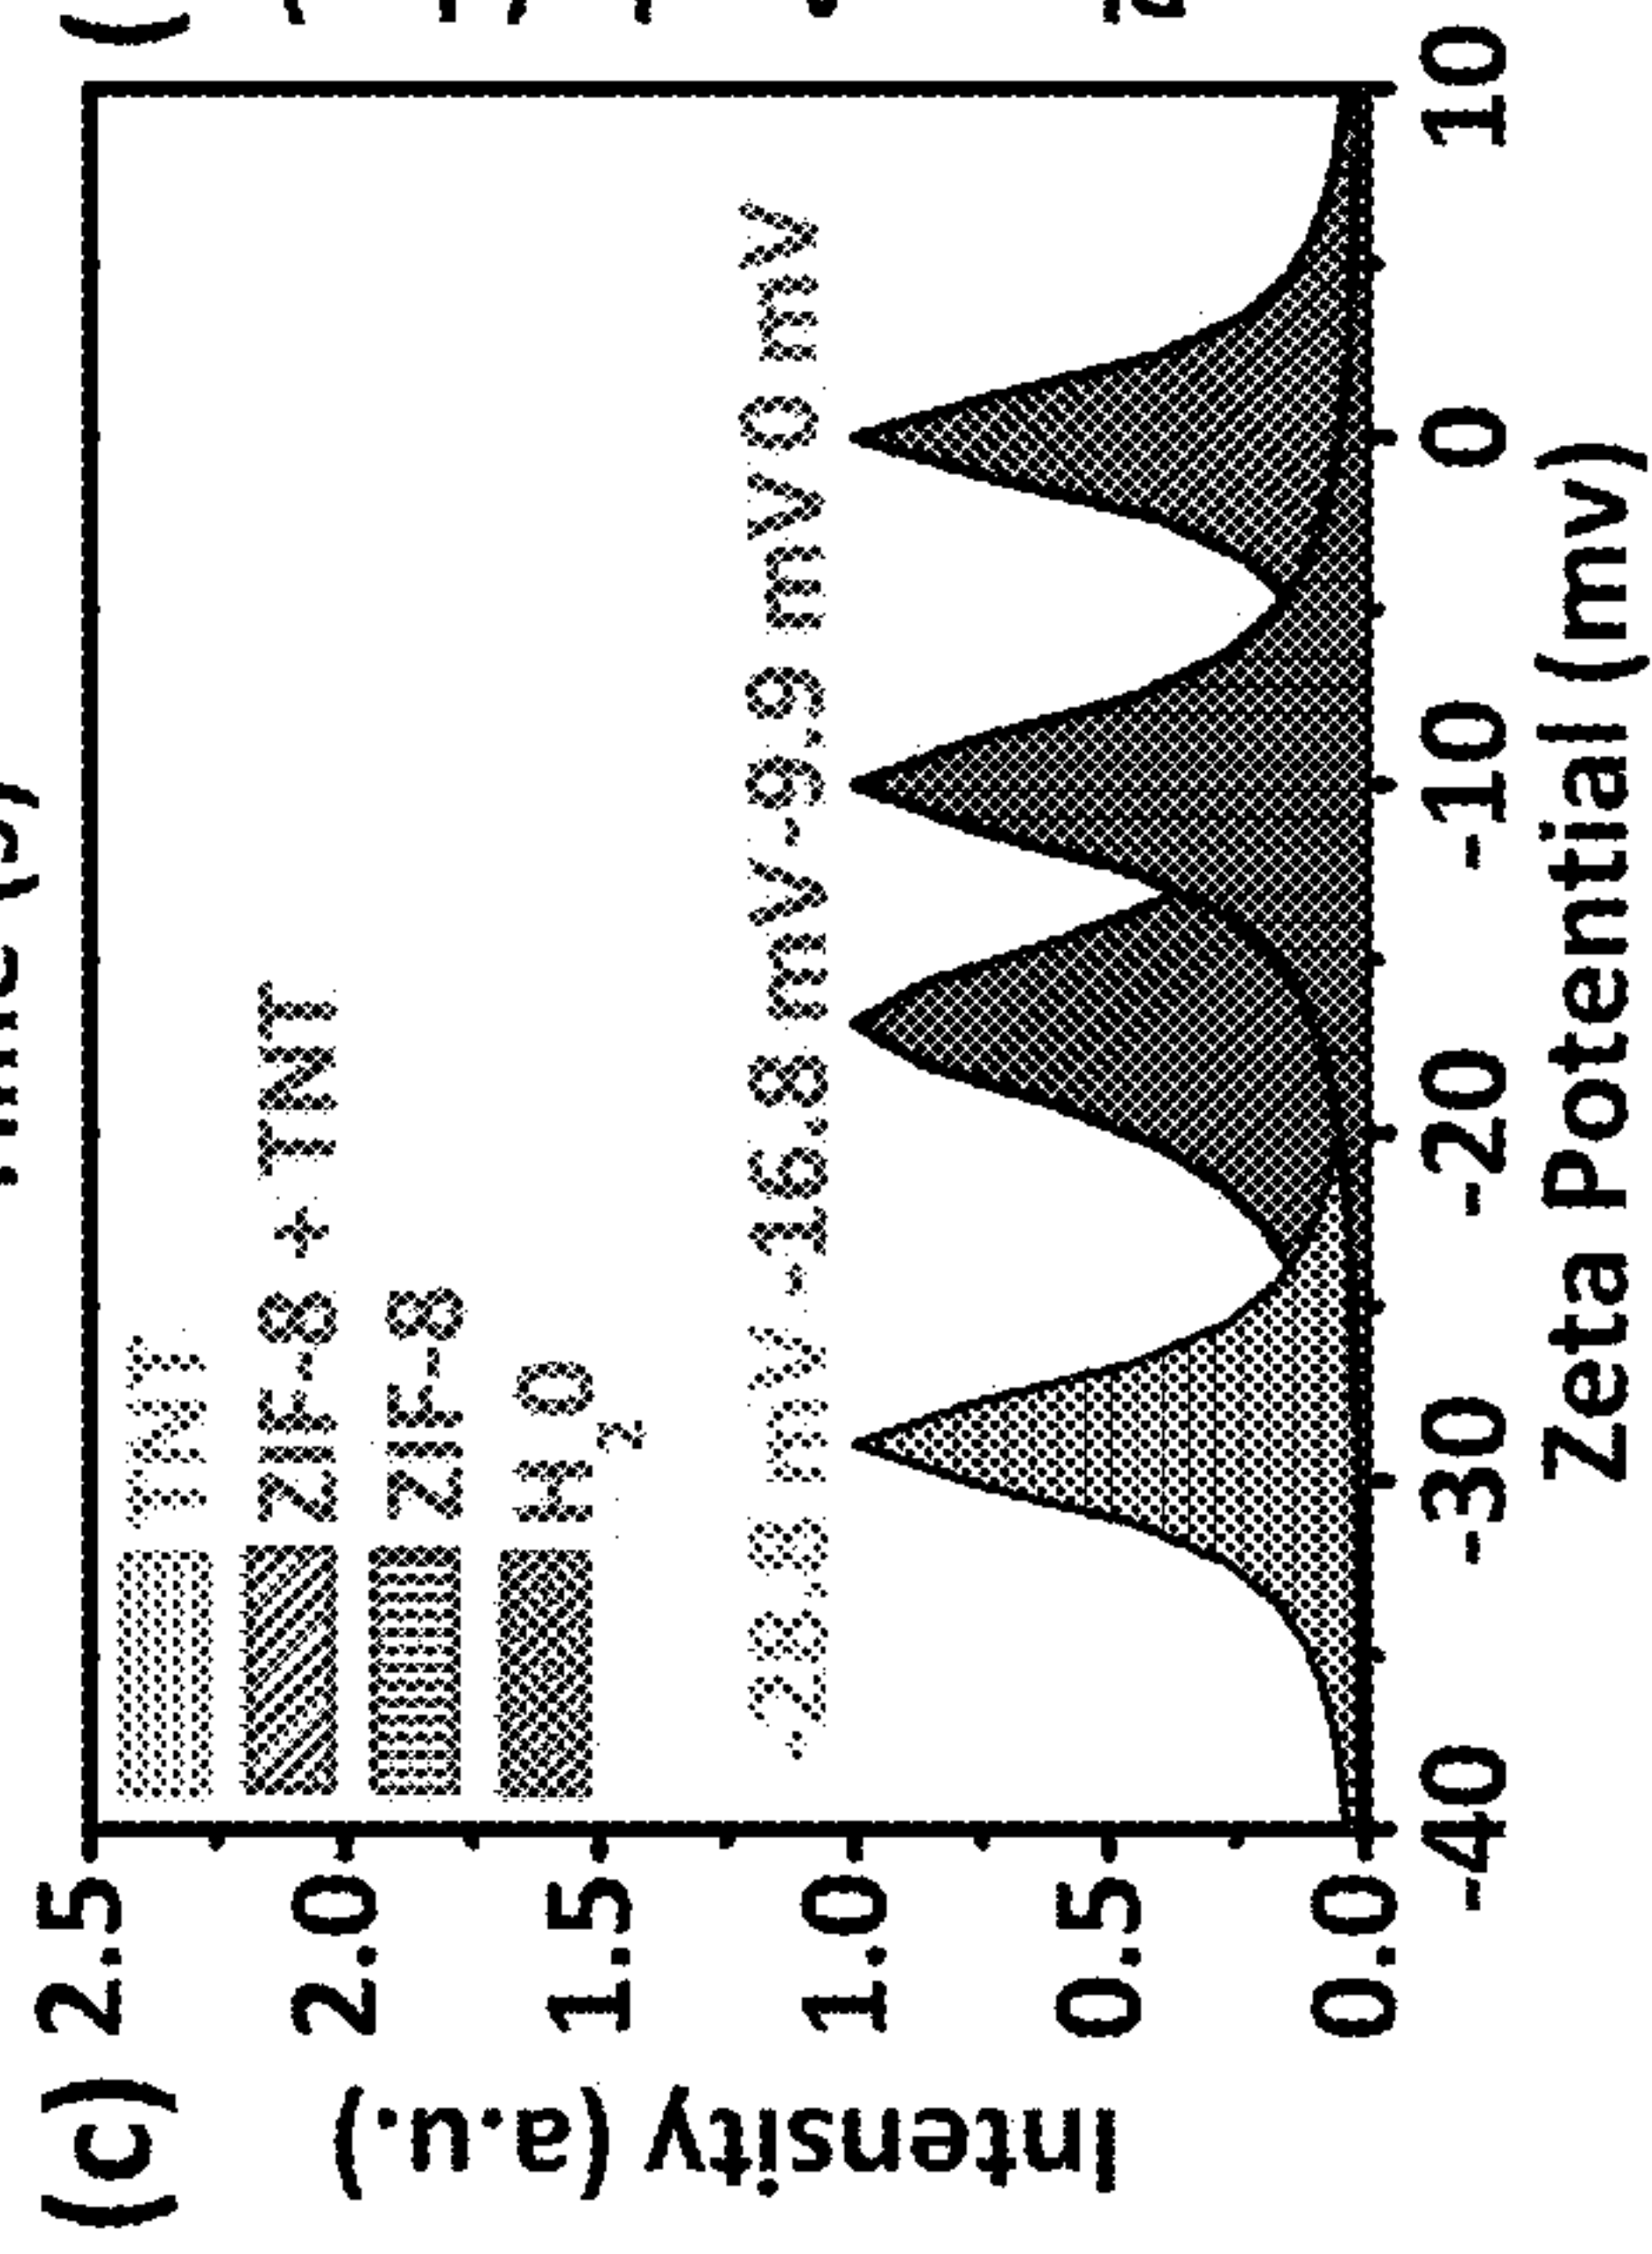 (c)
2.5
2.0
1.5
1.0
0.5
0.0
Intensity (a.u.)
TNT
ZIF-8 + TNT
ZIF-8
H2O
-28.8 mV -16.8 mV -9.9 mV 0 mV
-40 -30 -20 -10 0 10
Zeta Potential (mv)